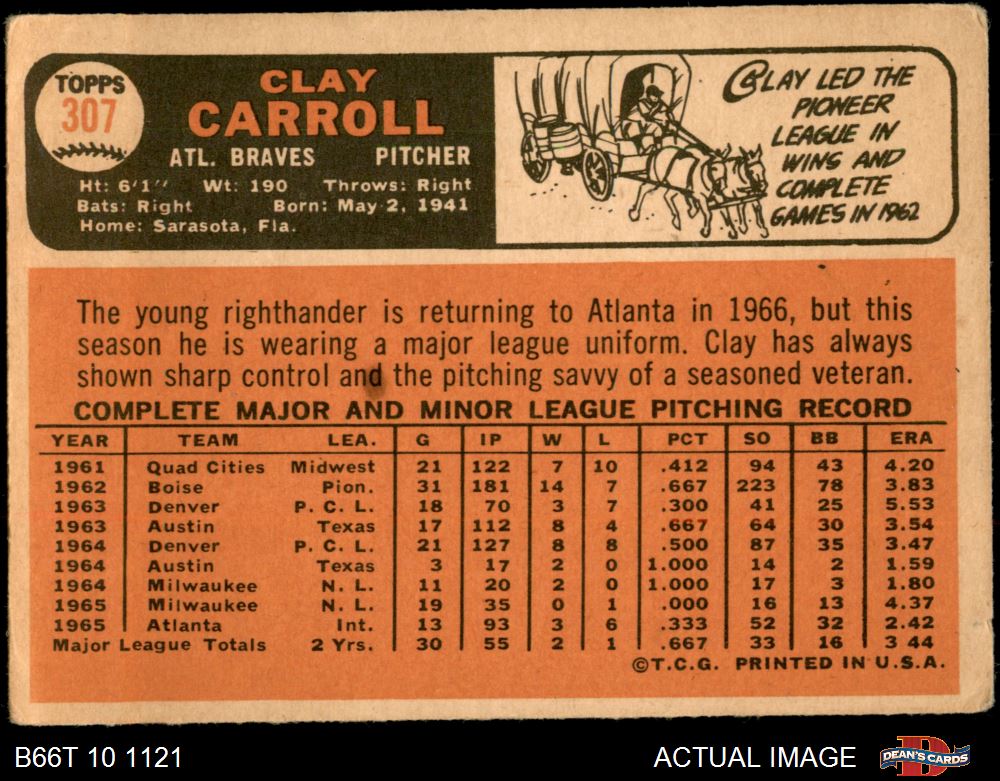 TOPPS
307
CLAY
CARROLL
ATL. BRAVES PITCHER
Ht: 6'1" Wt: 190 Throws: Right
Bats: Right Born: May 2, 1941
Home: Sarasota, Fla.
CLAY LED THE
PIONEER
LEAGUE IN
WINS AND
COMPLETE
GAMES IN 1962
The young righthander is returning to Atlanta in 1966, but this
season he is wearing a major league uniform. Clay has always
shown sharp control and the pitching savvy of a seasoned veteran.
COMPLETE MAJOR AND MINOR LEAGUE PITCHING RECORD
YEAR TEAM LEA. G IP W L PCT SO BB ERA
1961 Quad Cities Midwest 21 122 7 10 .412 94 43 4.20
1962 Boise Pion. 31 181 14 7 .667 223 78 3.83
1963 Denver P. C. L. 18 70 3 7 .300 41 25 5.53
1963 Austin Texas 17 112 8 4 .667 64 30 3.54
1964 Denver P. C. L. 21 127 8 8 .500 87 35 3.47
1964 Austin Texas 3 17 2 0 1.000 14 2 1.59
1964 Milwaukee N. L. 11 20 2 0 1.000 17 3 1.80
1965 Milwaukee N. L. 19 35 0 1 .000 16 13 4.37
1965 Atlanta Int. 13 93 3 6 .333 52 32 2.42
Major League Totals 2 Yrs. 30 55 2 1 .667 33 16 3 44
©T.C.G. PRINTED IN U.S.A.
B66T 10 1121 ACTUAL IMAGE
DEAN'S CARDS